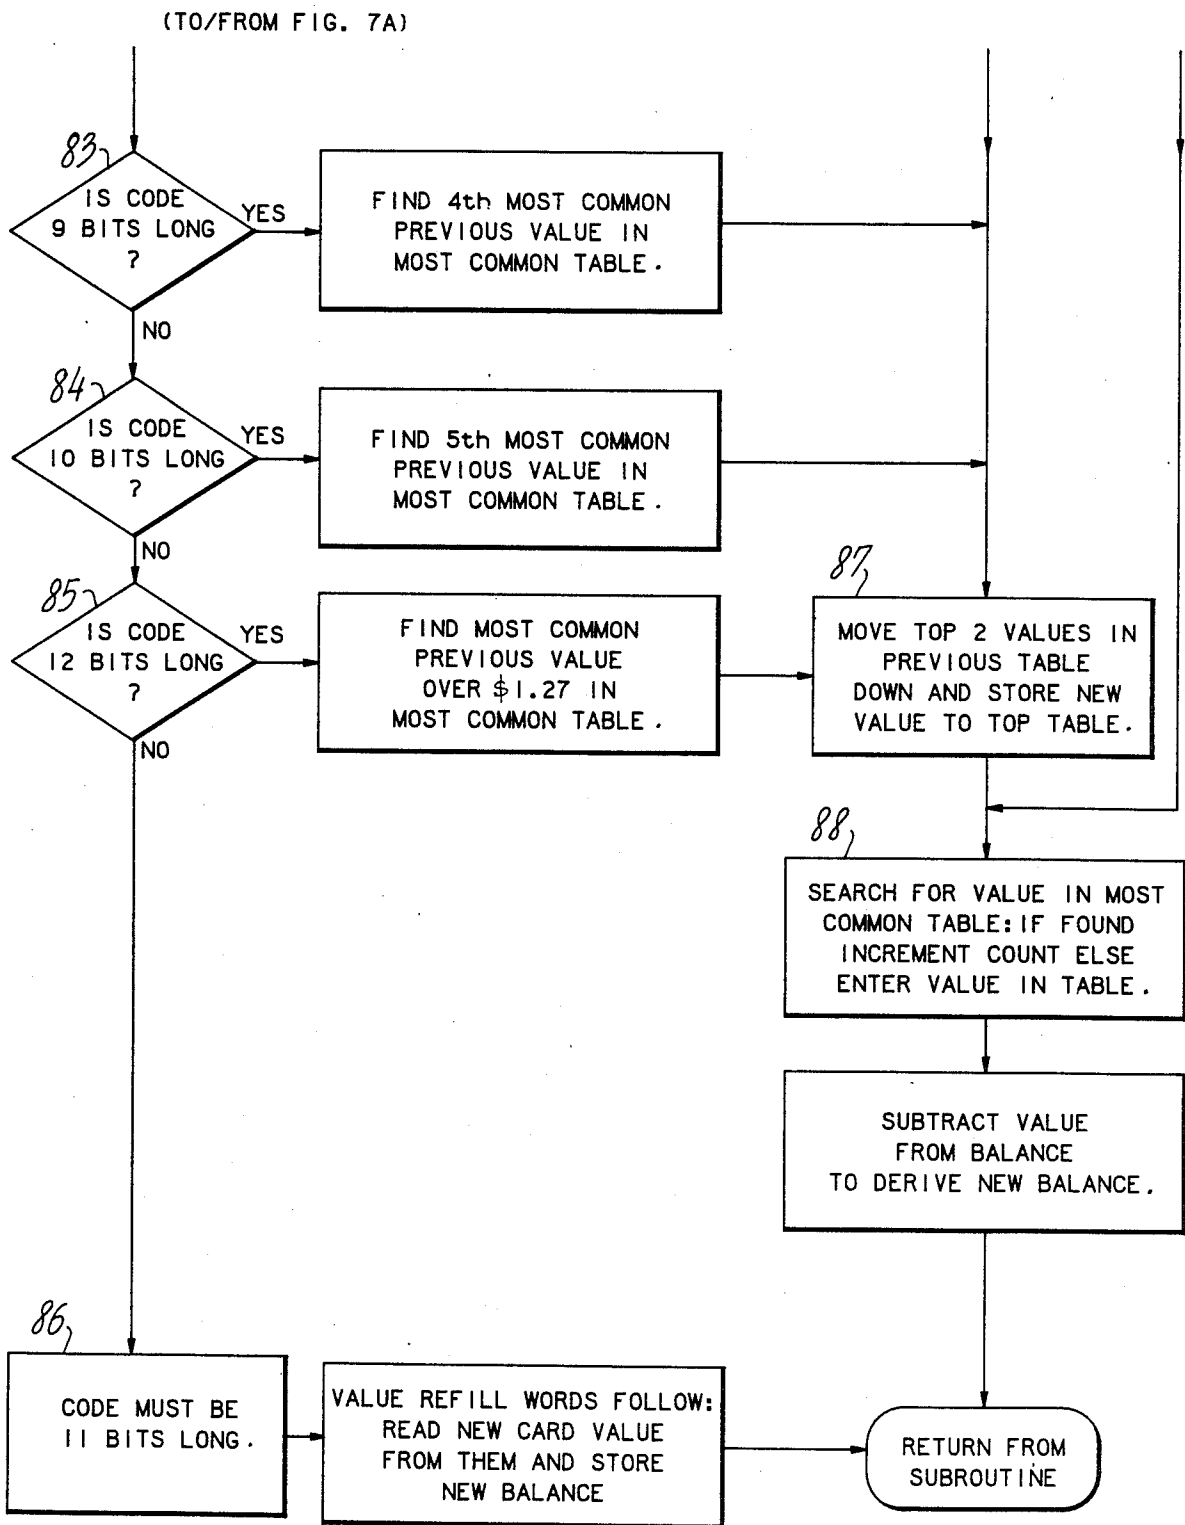 (TO/FROM FIG. 7A)
83
IS CODE
9 BITS LONG
?
YES
NO
FIND 4th MOST COMMON
PREVIOUS VALUE IN
MOST COMMON TABLE.
84
IS CODE
10 BITS LONG
?
YES
NO
FIND 5th MOST COMMON
PREVIOUS VALUE IN
MOST COMMON TABLE.
85
IS CODE
12 BITS LONG
?
YES
NO
FIND MOST COMMON
PREVIOUS VALUE
OVER $1.27 IN
MOST COMMON TABLE.
87
MOVE TOP 2 VALUES IN
PREVIOUS TABLE
DOWN AND STORE NEW
VALUE TO TOP TABLE.
88
SEARCH FOR VALUE IN MOST
COMMON TABLE: IF FOUND
INCREMENT COUNT ELSE
ENTER VALUE IN TABLE.
SUBTRACT VALUE
FROM BALANCE
TO DERIVE NEW BALANCE.
86
CODE MUST BE
11 BITS LONG.
VALUE REFILL WORDS FOLLOW:
READ NEW CARD VALUE
FROM THEM AND STORE
NEW BALANCE
RETURN FROM
SUBROUTINE